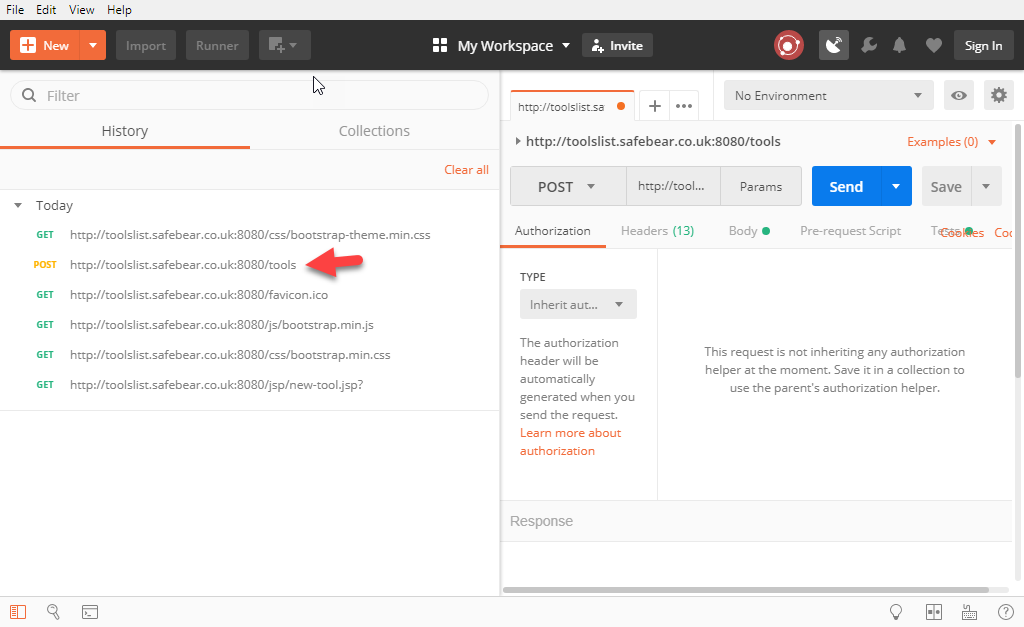 File Edit View Help
New Import Runner My Workspace Invite Sign In
Filter
History Collections
Clear all
Today
GET http://toolslist.safebear.co.uk:8080/css/bootstrap-theme.min.css
POST http://toolslist.safebear.co.uk:8080/tools
GET http://toolslist.safebear.co.uk:8080/favicon.ico
GET http://toolslist.safebear.co.uk:8080/js/bootstrap.min.js
GET http://toolslist.safebear.co.uk:8080/css/bootstrap.min.css
GET http://toolslist.safebear.co.uk:8080/jsp/new-tool.jsp?
http://toolslist.sa + ••• No Environment
http://toolslist.safebear.co.uk:8080/tools Examples (0)
POST http://tool... Params Send Save
Authorization Headers (13) Body Pre-request Script Tests Cookies Coo
TYPE
Inherit aut...
The authorization
header will be
automatically
generated when you
send the request.
Learn more about
authorization
This request is not inheriting any authorization
helper at the moment. Save it in a collection to
use the parent's authorization helper.
Response